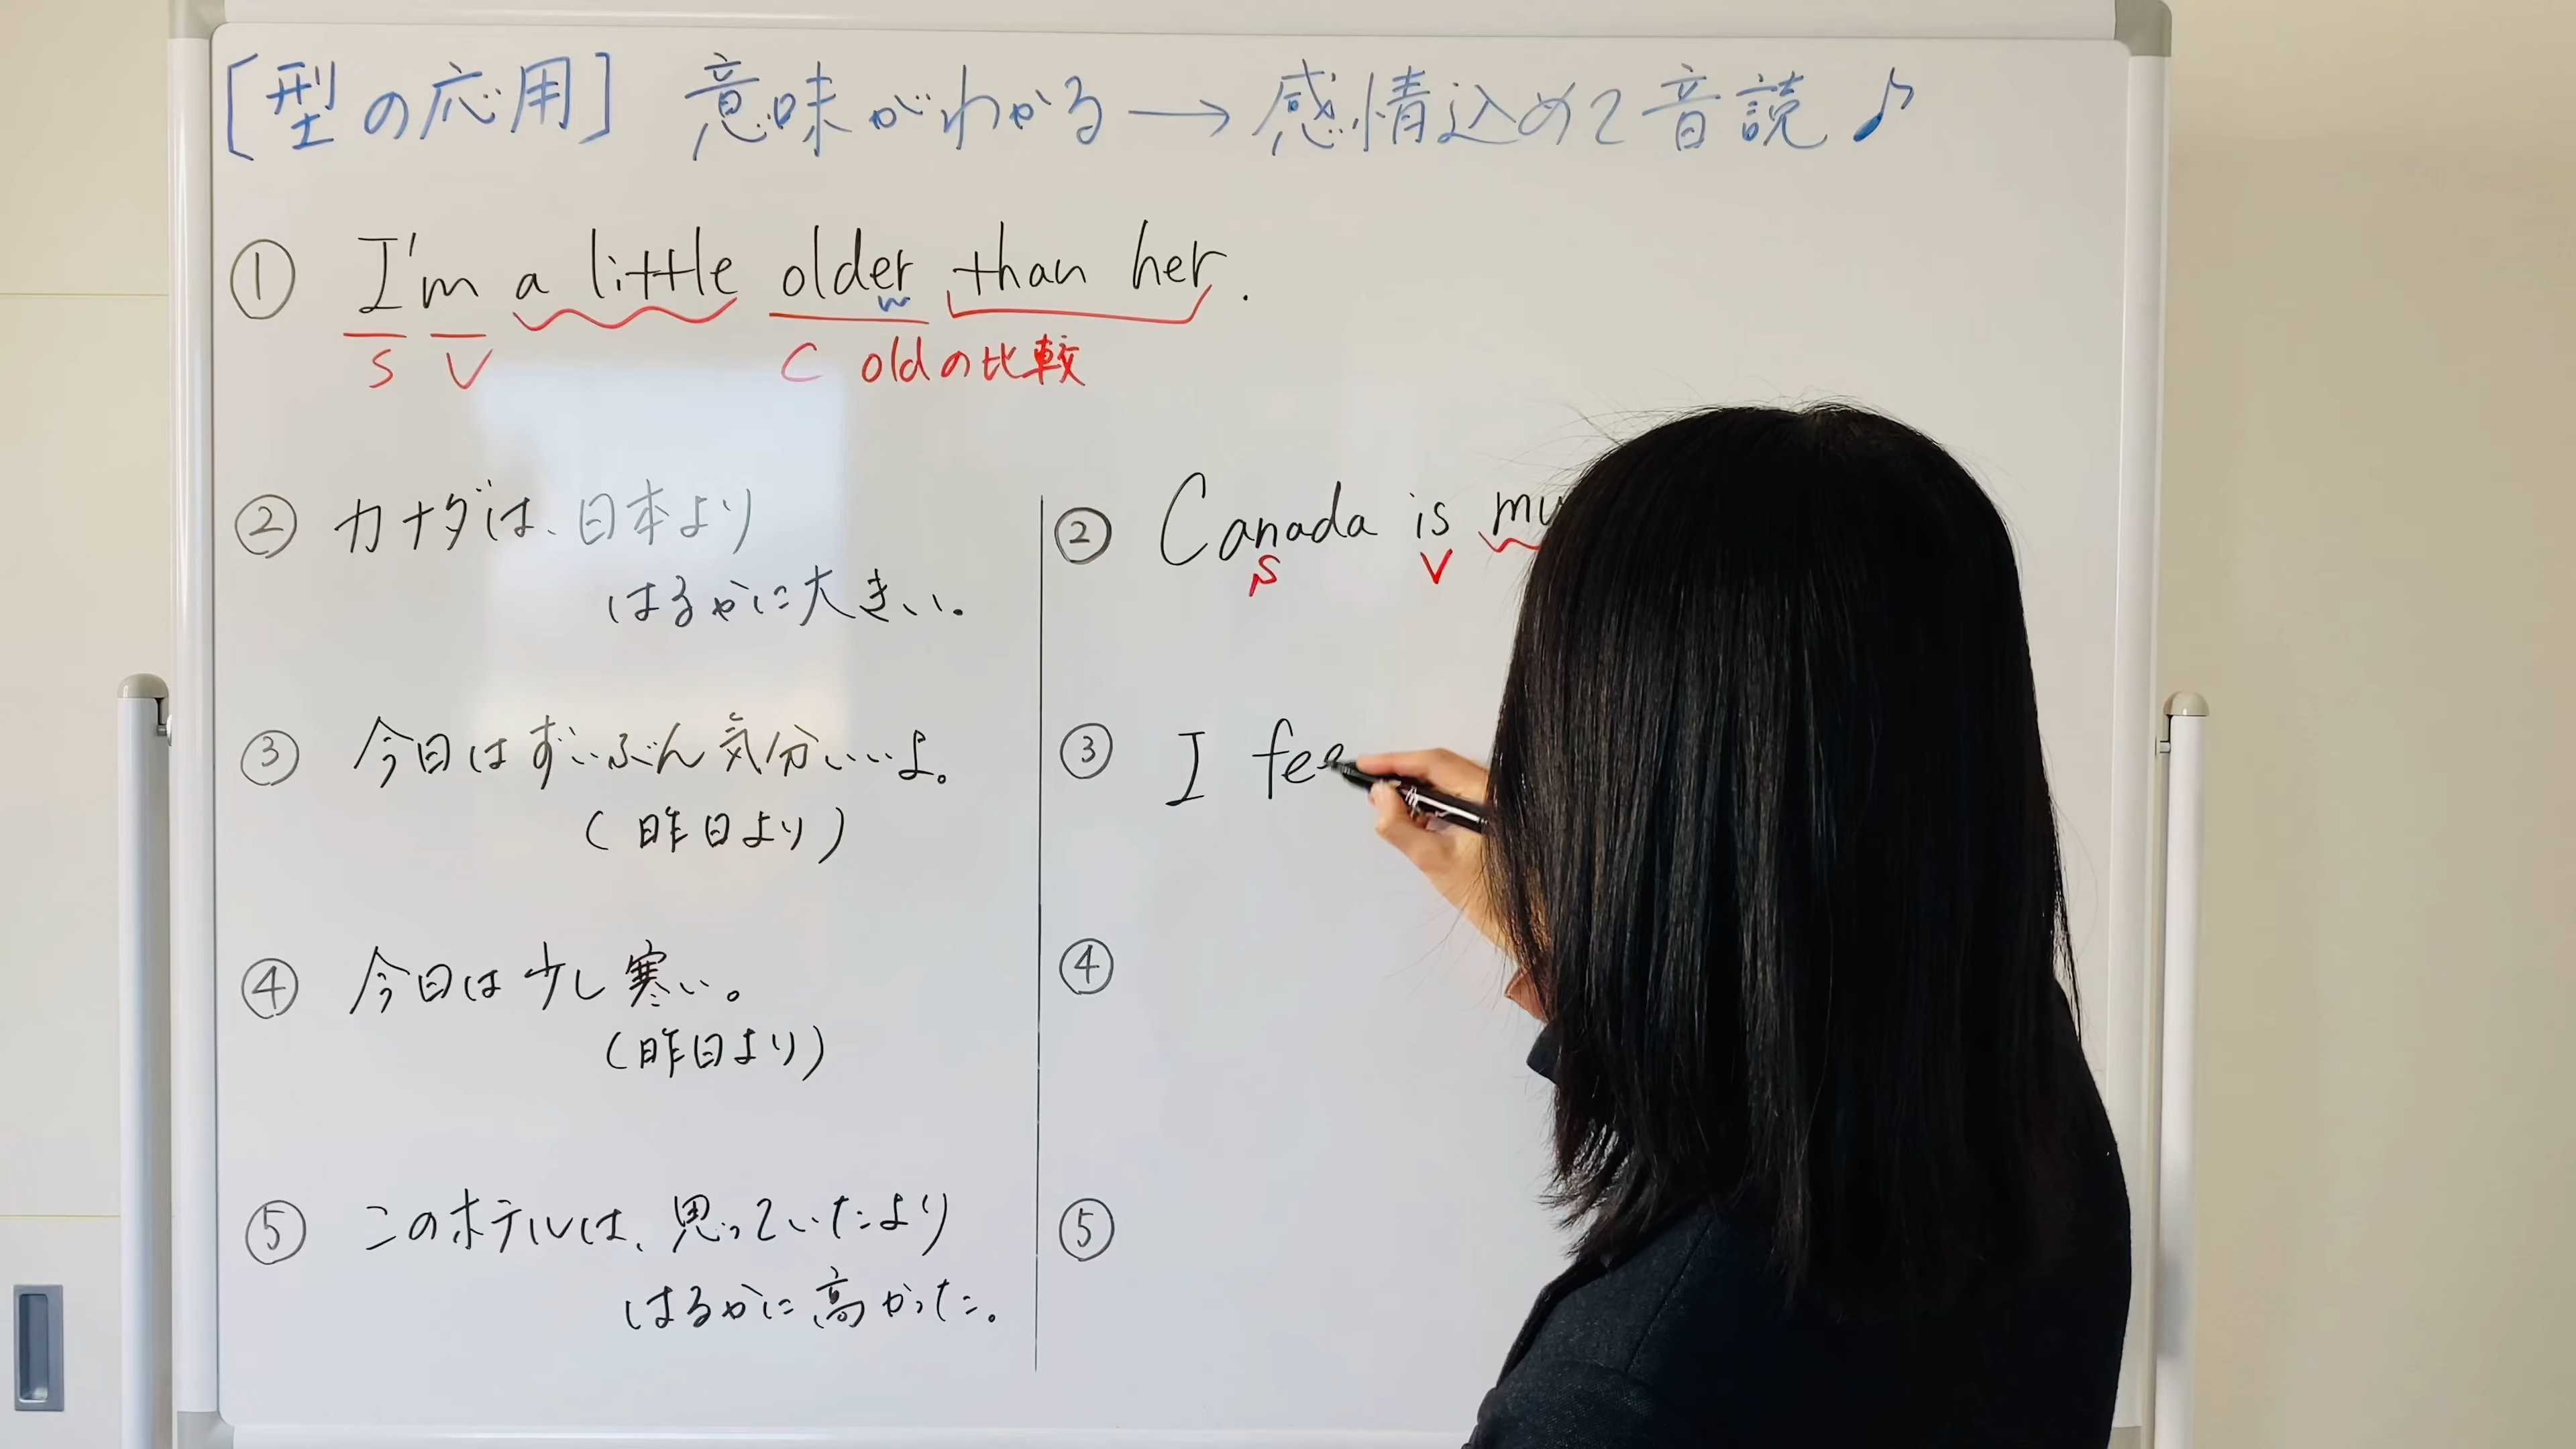 [型の応用] 意味がわかる→感情込めて音読♪
① I'm a little older than her.
S V C oldの比較
② カナダは、日本より
はるかに大きい。
③ 今日はずいぶん気分いいよ。
(昨日より)
④ 今日は少し寒い。
(昨日より)
⑤ このホテルは、思っていたより
はるかに高かった。
② Canada is
S V
③ I fee
④
⑤